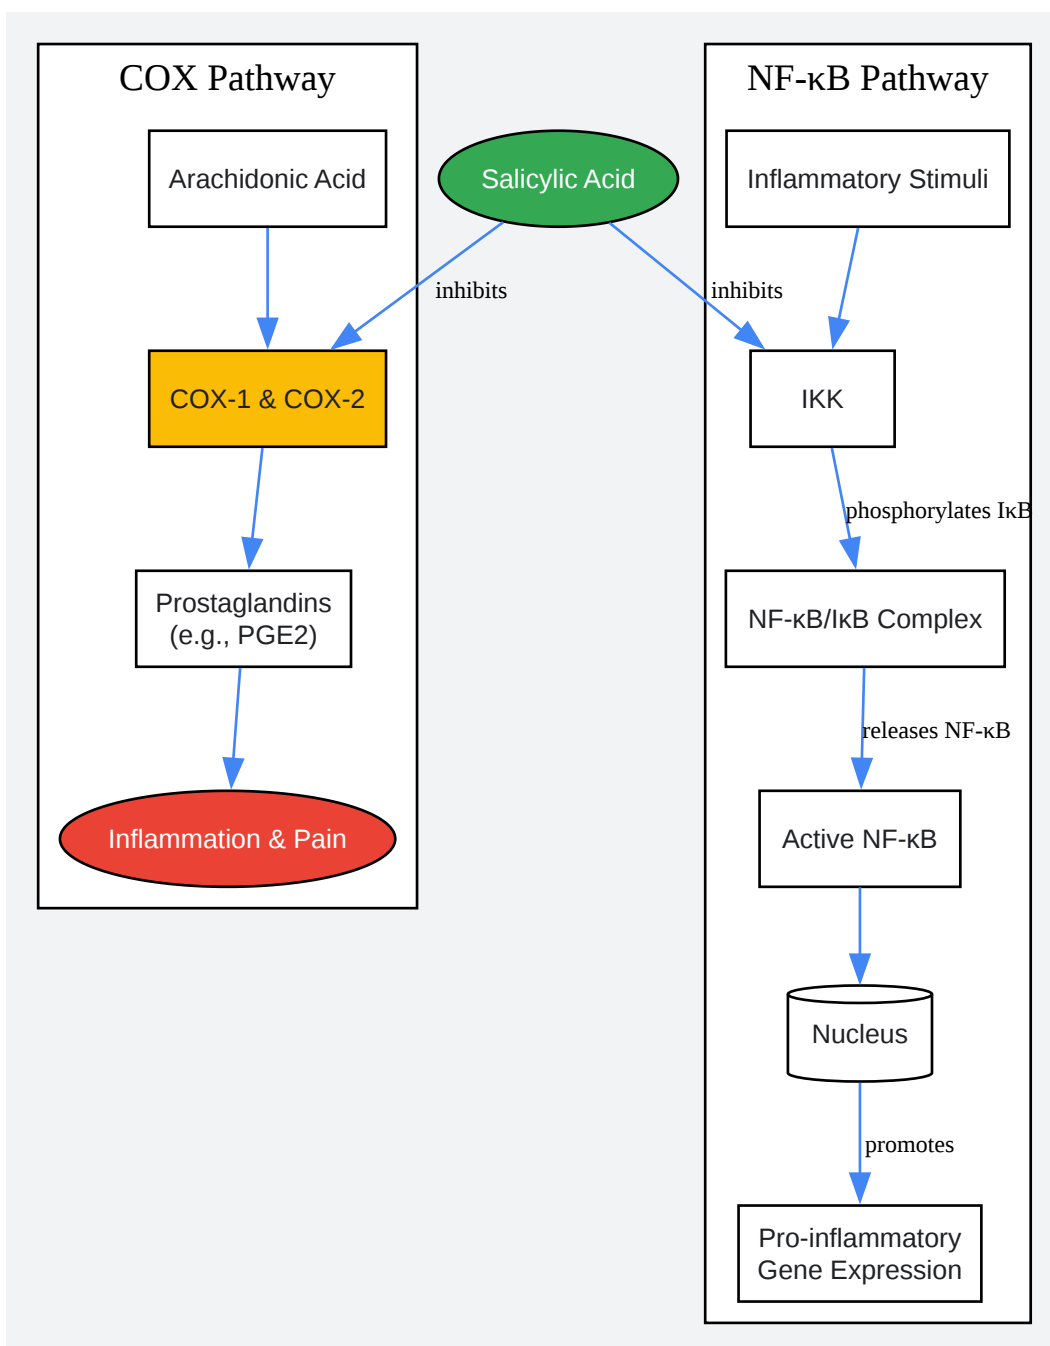 COX Pathway
NF-κB Pathway
Arachidonic Acid
Salicylic Acid
Inflammatory Stimuli
inhibits
inhibits
COX-1 & COX-2
IKK
phosphorylates IκB
Prostaglandins
(e.g., PGE2)
NF-κB/IκB Complex
releases NF-κB
Inflammation & Pain
Active NF-κB
Nucleus
promotes
Pro-inflammatory
Gene Expression